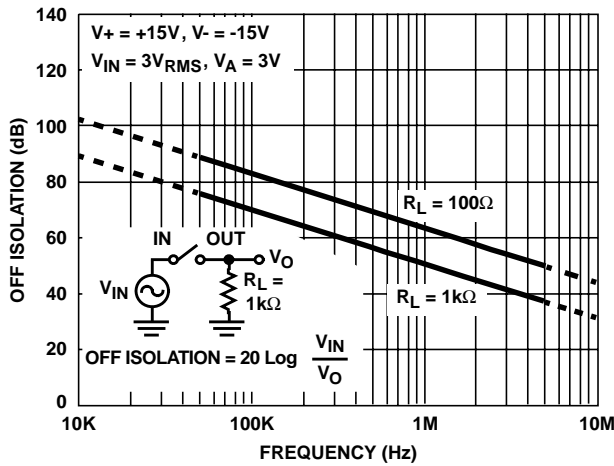 140
120
100
80
60
40
20
0
OFF ISOLATION (dB)
V+ = +15V, V- = -15V
VIN = 3VRMS, VA = 3V
RL = 100Ω
RL = 1kΩ
IN OUT
VO
VIN
RL =
1kΩ
OFF ISOLATION = 20 Log VIN
VO
10K 100K 1M 10M
FREQUENCY (Hz)